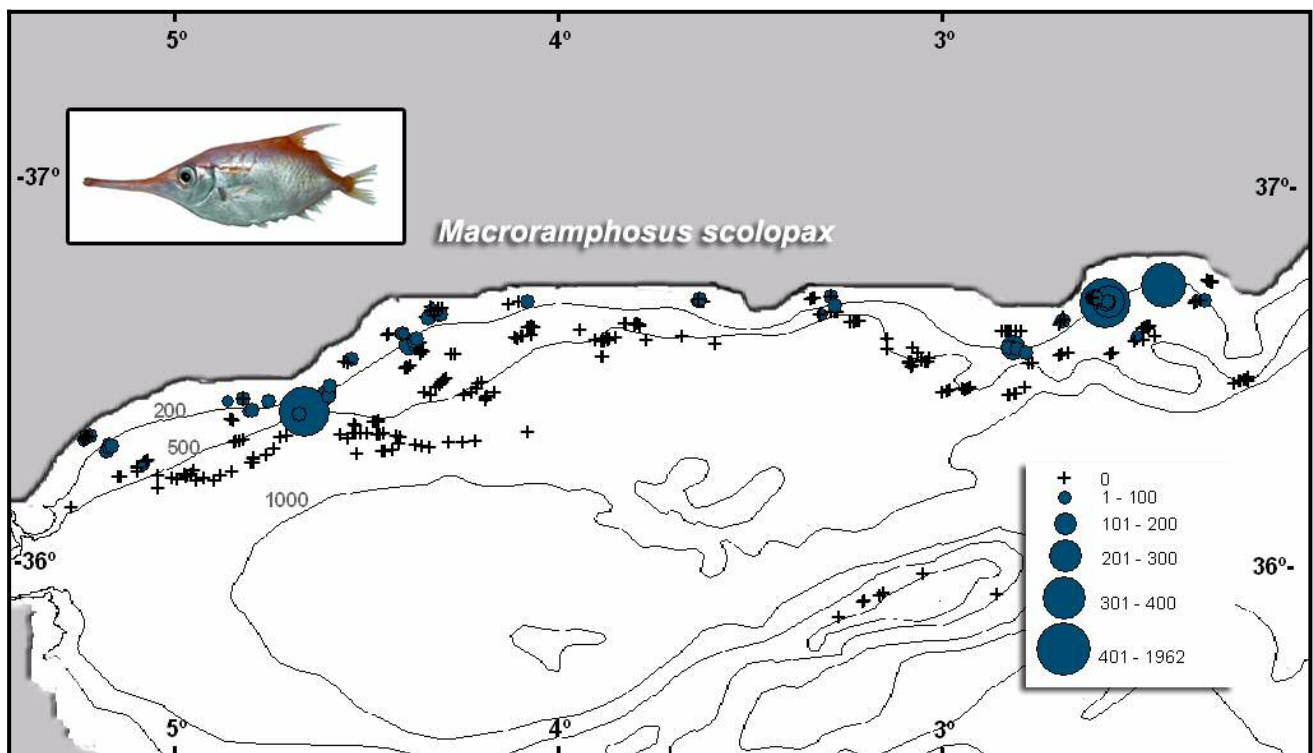 5º 4º 3º
-37º 37º-
Macroramphosus scolopax
200
500
1000
0
1 - 100
101 - 200
201 - 300
301 - 400
401 - 1962
-36º 36º-
5º 4º 3º